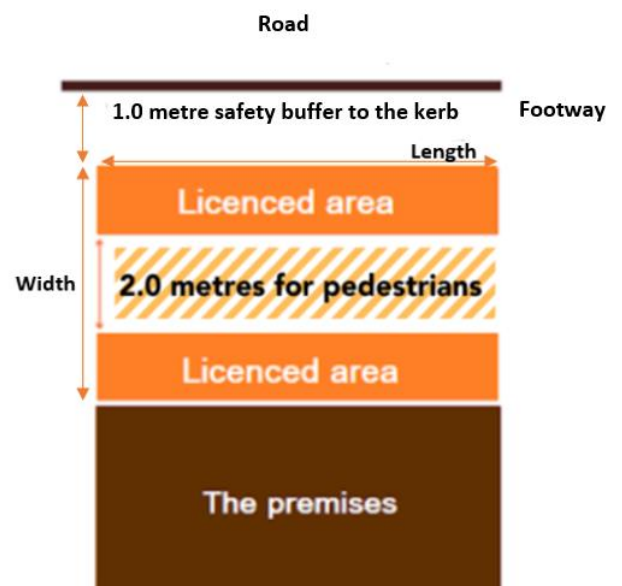 Road
1.0 metre safety buffer to the kerb
Footway
Length
Licenced area
Width
2.0 metres for pedestrians
Licenced area
The premises